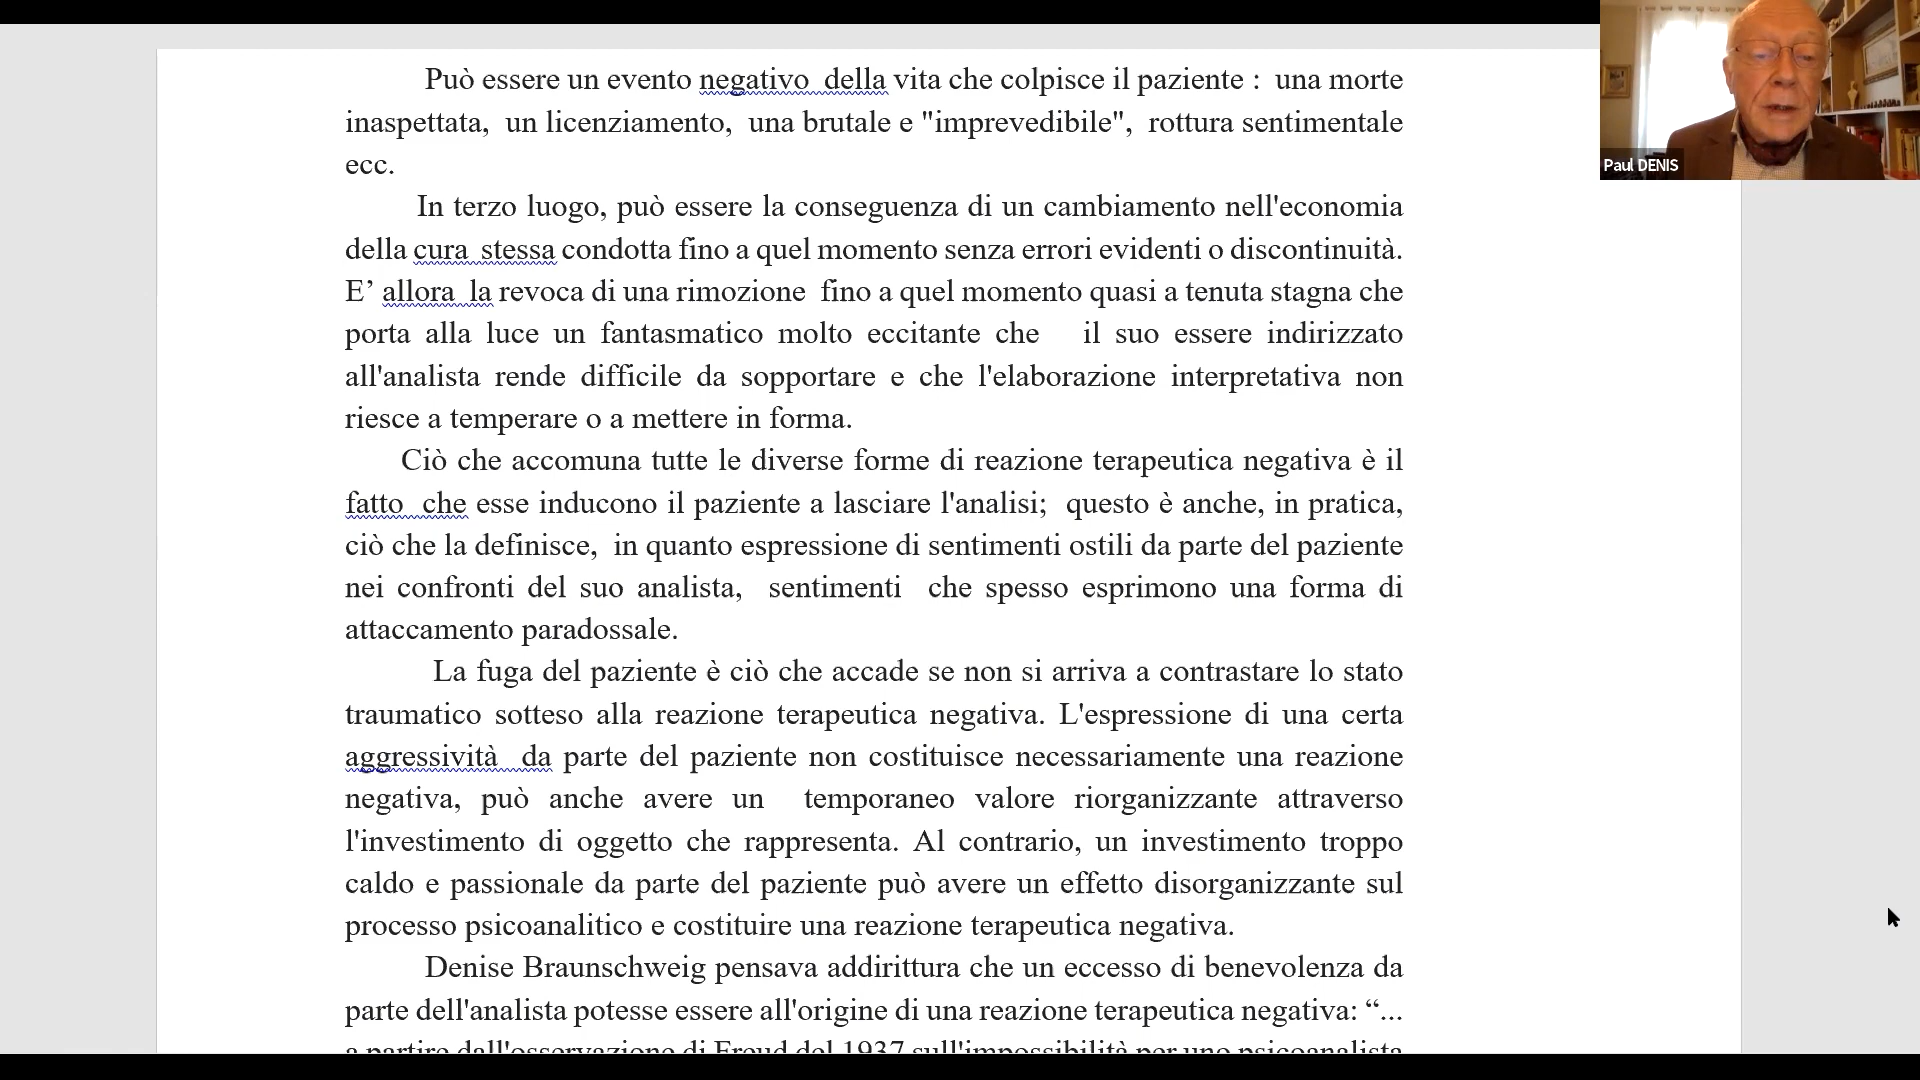 Può essere un evento negativo della vita che colpisce il paziente : una morte
inaspettata, un licenziamento, una brutale e "imprevedibile", rottura sentimentale
ecc.
In terzo luogo, può essere la conseguenza di un cambiamento nell'economia
della cura stessa condotta fino a quel momento senza errori evidenti o discontinuità.
E’ allora la revoca di una rimozione fino a quel momento quasi a tenuta stagna che
porta alla luce un fantasmatico molto eccitante che il suo essere indirizzato
all'analista rende difficile da sopportare e che l'elaborazione interpretativa non
riesce a temperare o a mettere in forma.
Ciò che accomuna tutte le diverse forme di reazione terapeutica negativa è il
fatto che esse inducono il paziente a lasciare l'analisi; questo è anche, in pratica,
ciò che la definisce, in quanto espressione di sentimenti ostili da parte del paziente
nei confronti del suo analista, sentimenti che spesso esprimono una forma di
attaccamento paradossale.
La fuga del paziente è ciò che accade se non si arriva a contrastare lo stato
traumatico sotteso alla reazione terapeutica negativa. L'espressione di una certa
aggressività da parte del paziente non costituisce necessariamente una reazione
negativa, può anche avere un temporaneo valore riorganizzante attraverso
l'investimento di oggetto che rappresenta. Al contrario, un investimento troppo
caldo e passionale da parte del paziente può avere un effetto disorganizzante sul
processo psicoanalitico e costituire una reazione terapeutica negativa.
Denise Braunschweig pensava addirittura che un eccesso di benevolenza da
parte dell'analista potesse essere all'origine di una reazione terapeutica negativa: “...
a partire dall'osservazione di Freud del 1937 sull'impossibilità per uno psicoanalista
Paul DENIS